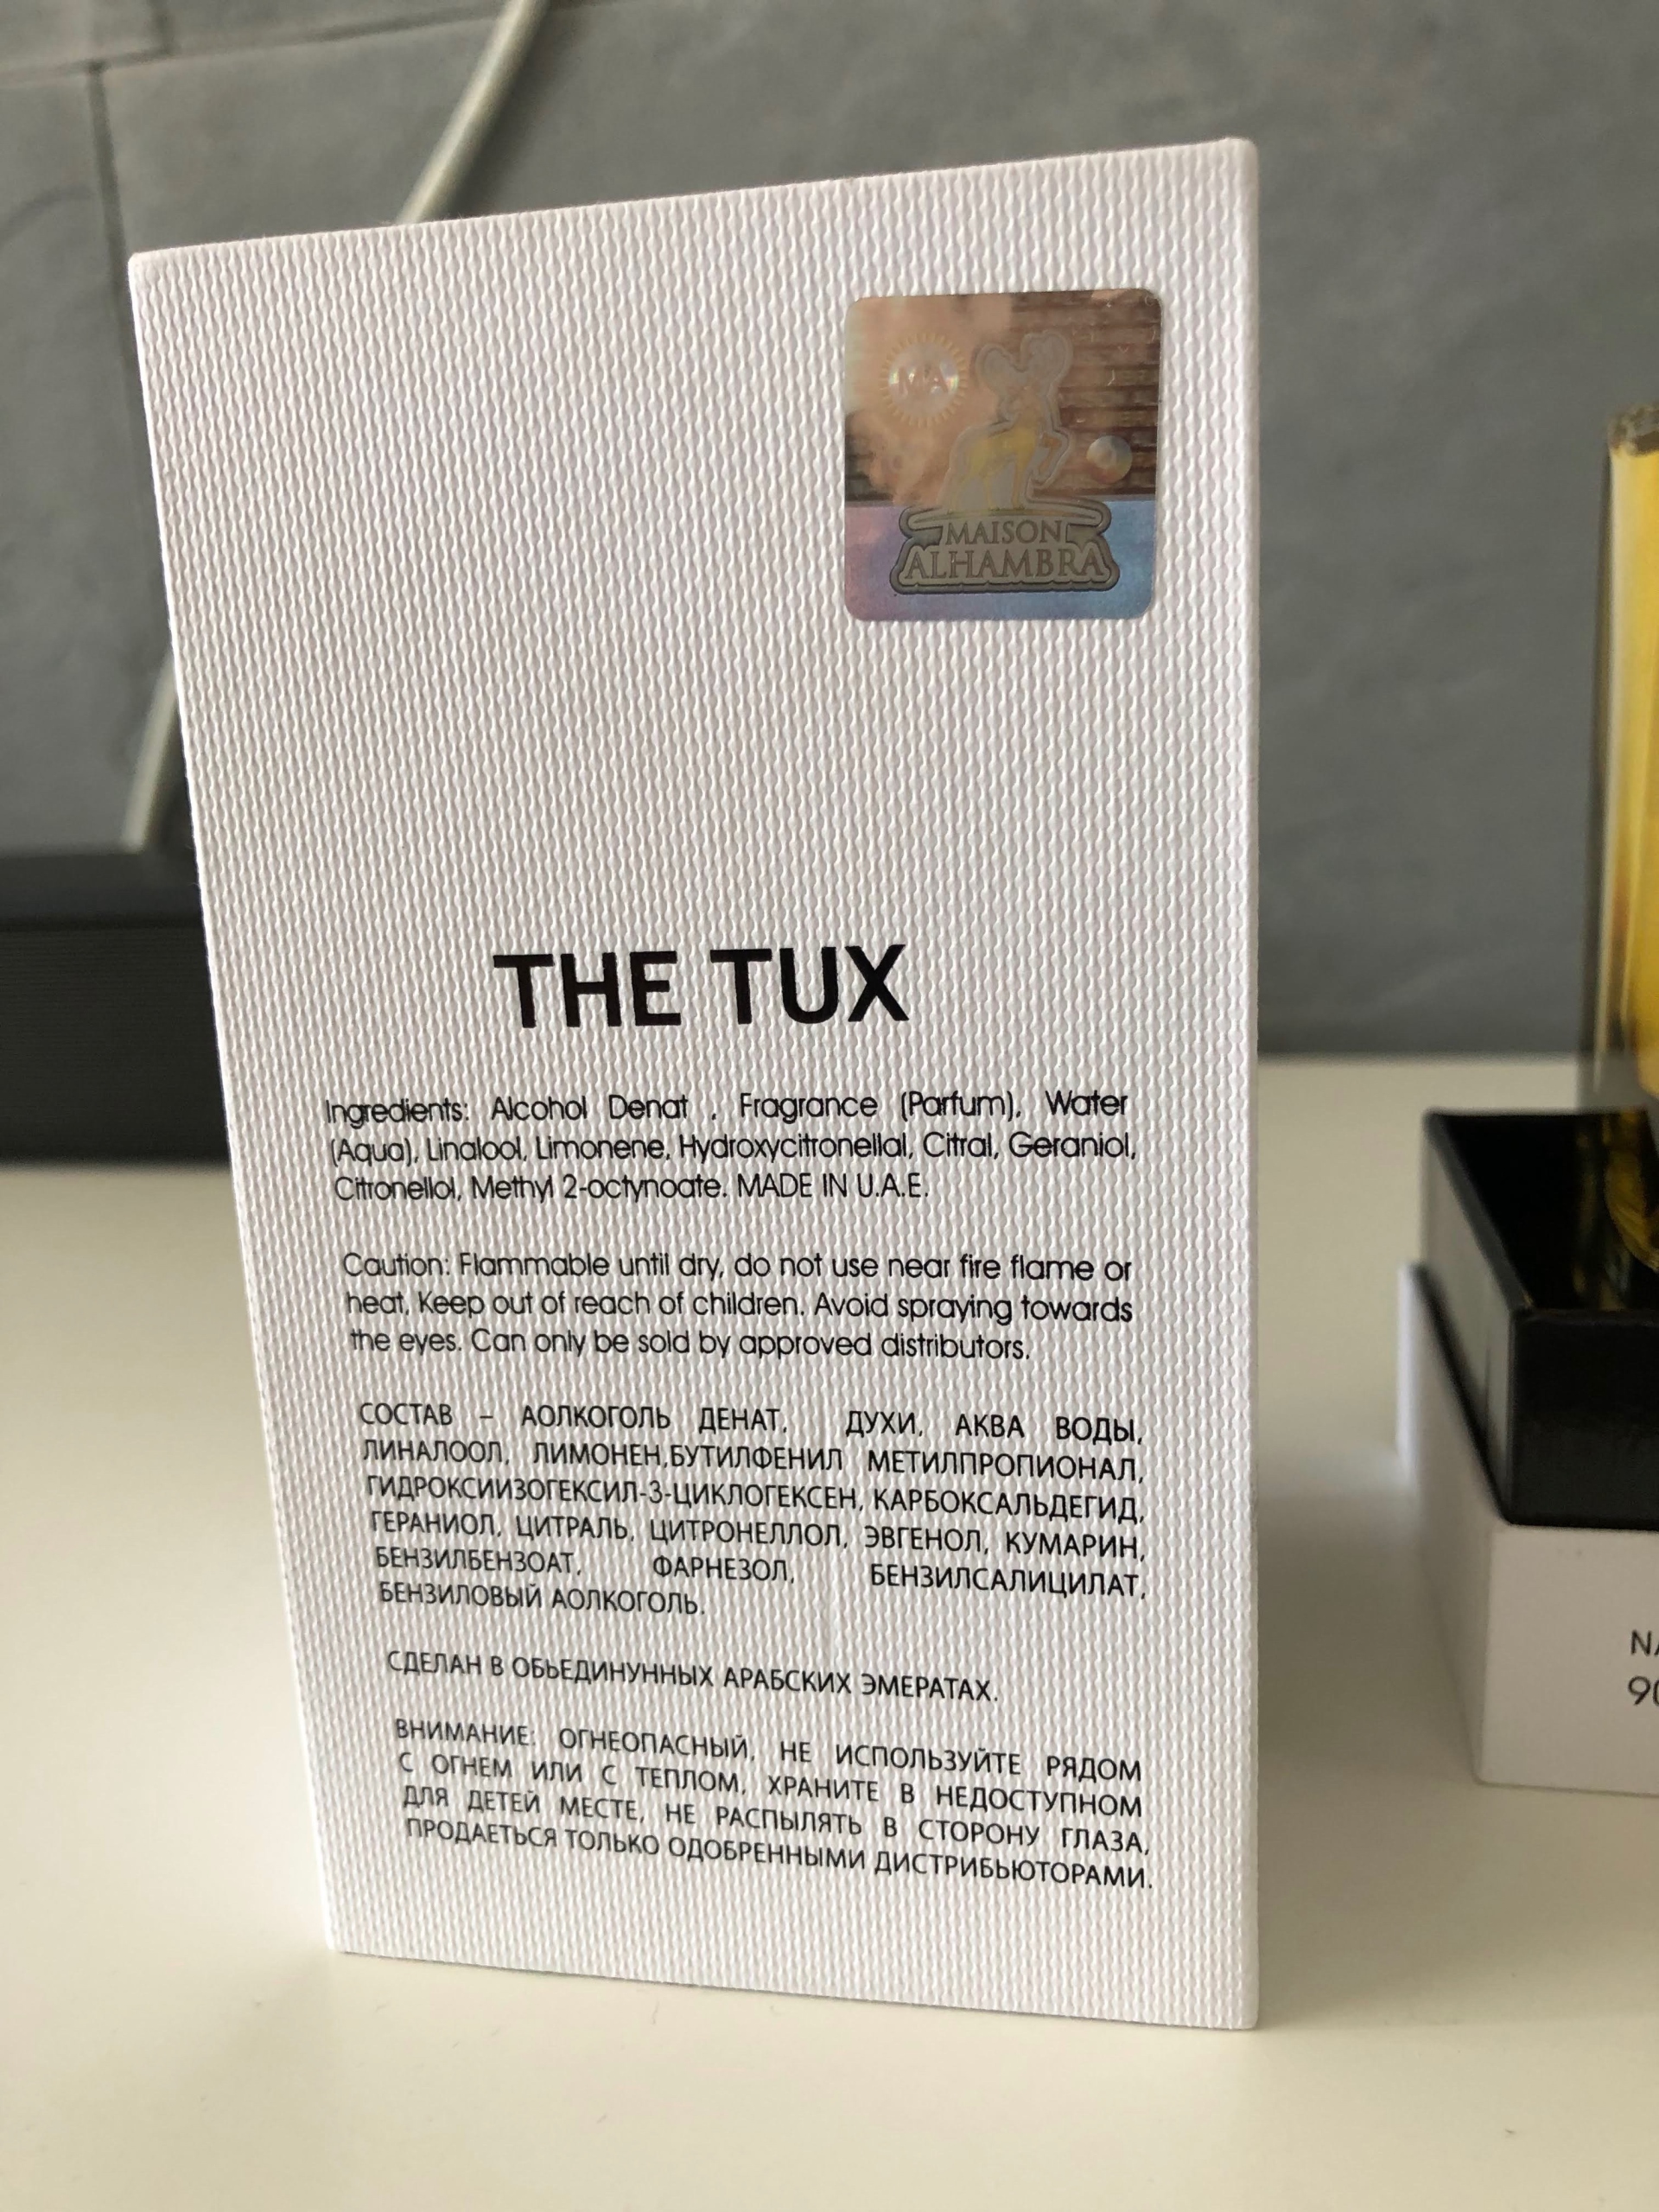 MA
MAISON
ALHAMBRA
THE TUX
Ingredients: Alcohol Denat , Fragrance (Parfum), Water
(Aqua), Linalool, Limonene, Hydroxycitronellal, Citral, Geraniol,
Citronellol, Methyl 2-octynoate. MADE IN U.A.E.
Caution: Flammable until dry, do not use near fire flame or
heat, Keep out of reach of children. Avoid spraying towards
the eyes. Can only be sold by approved distributors.
СОСТАВ – АОЛКОГОЛЬ ДЕНАТ, ДУХИ, АКВА ВОДЫ,
ЛИНАЛООЛ, ЛИМОНЕН,БУТИЛФЕНИЛ МЕТИЛПРОПИОНАЛ,
ГИДРОКСИИЗОГЕКСИЛ-3-ЦИКЛОГЕКСЕН, КАРБОКСАЛЬДЕГИД,
ГЕРАНИОЛ, ЦИТРАЛЬ, ЦИТРОНЕЛЛОЛ, ЭВГЕНОЛ, КУМАРИН,
БЕНЗИЛБЕНЗОАТ, ФАРНЕЗОЛ, БЕНЗИЛСАЛИЦИЛАТ,
БЕНЗИЛОВЫЙ АОЛКОГОЛЬ.
СДЕЛАН В ОБЬЕДИНУННЫХ АРАБСКИХ ЭМЕРАТАХ.
ВНИМАНИЕ: ОГНЕОПАСНЫЙ, НЕ ИСПОЛЬЗУЙТЕ РЯДОМ
С ОГНЕМ ИЛИ С ТЕПЛОМ, ХРАНИТЕ В НЕДОСТУПНОМ
ДЛЯ ДЕТЕЙ МЕСТЕ, НЕ РАСПЫЛЯТЬ В СТОРОНУ ГЛАЗА,
ПРОДАЕТЬСЯ ТОЛЬКО ОДОБРЕННЫМИ ДИСТРИБЬЮТОРАМИ.